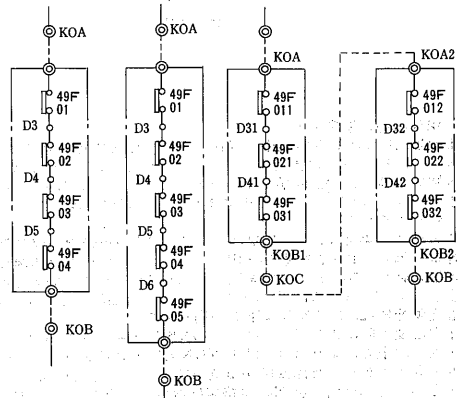 KOA
49F
01
D3
49F
02
D4
49F
03
D5
49F
04
KOB
KOA
49F
01
D3
49F
02
D4
49F
03
D5
49F
04
D6
49F
05
KOB
KOA
49F
011
D31
49F
021
D41
49F
031
KOB1
KOC
KOA2
49F
012
D32
49F
022
D42
49F
032
KOB2
KOB